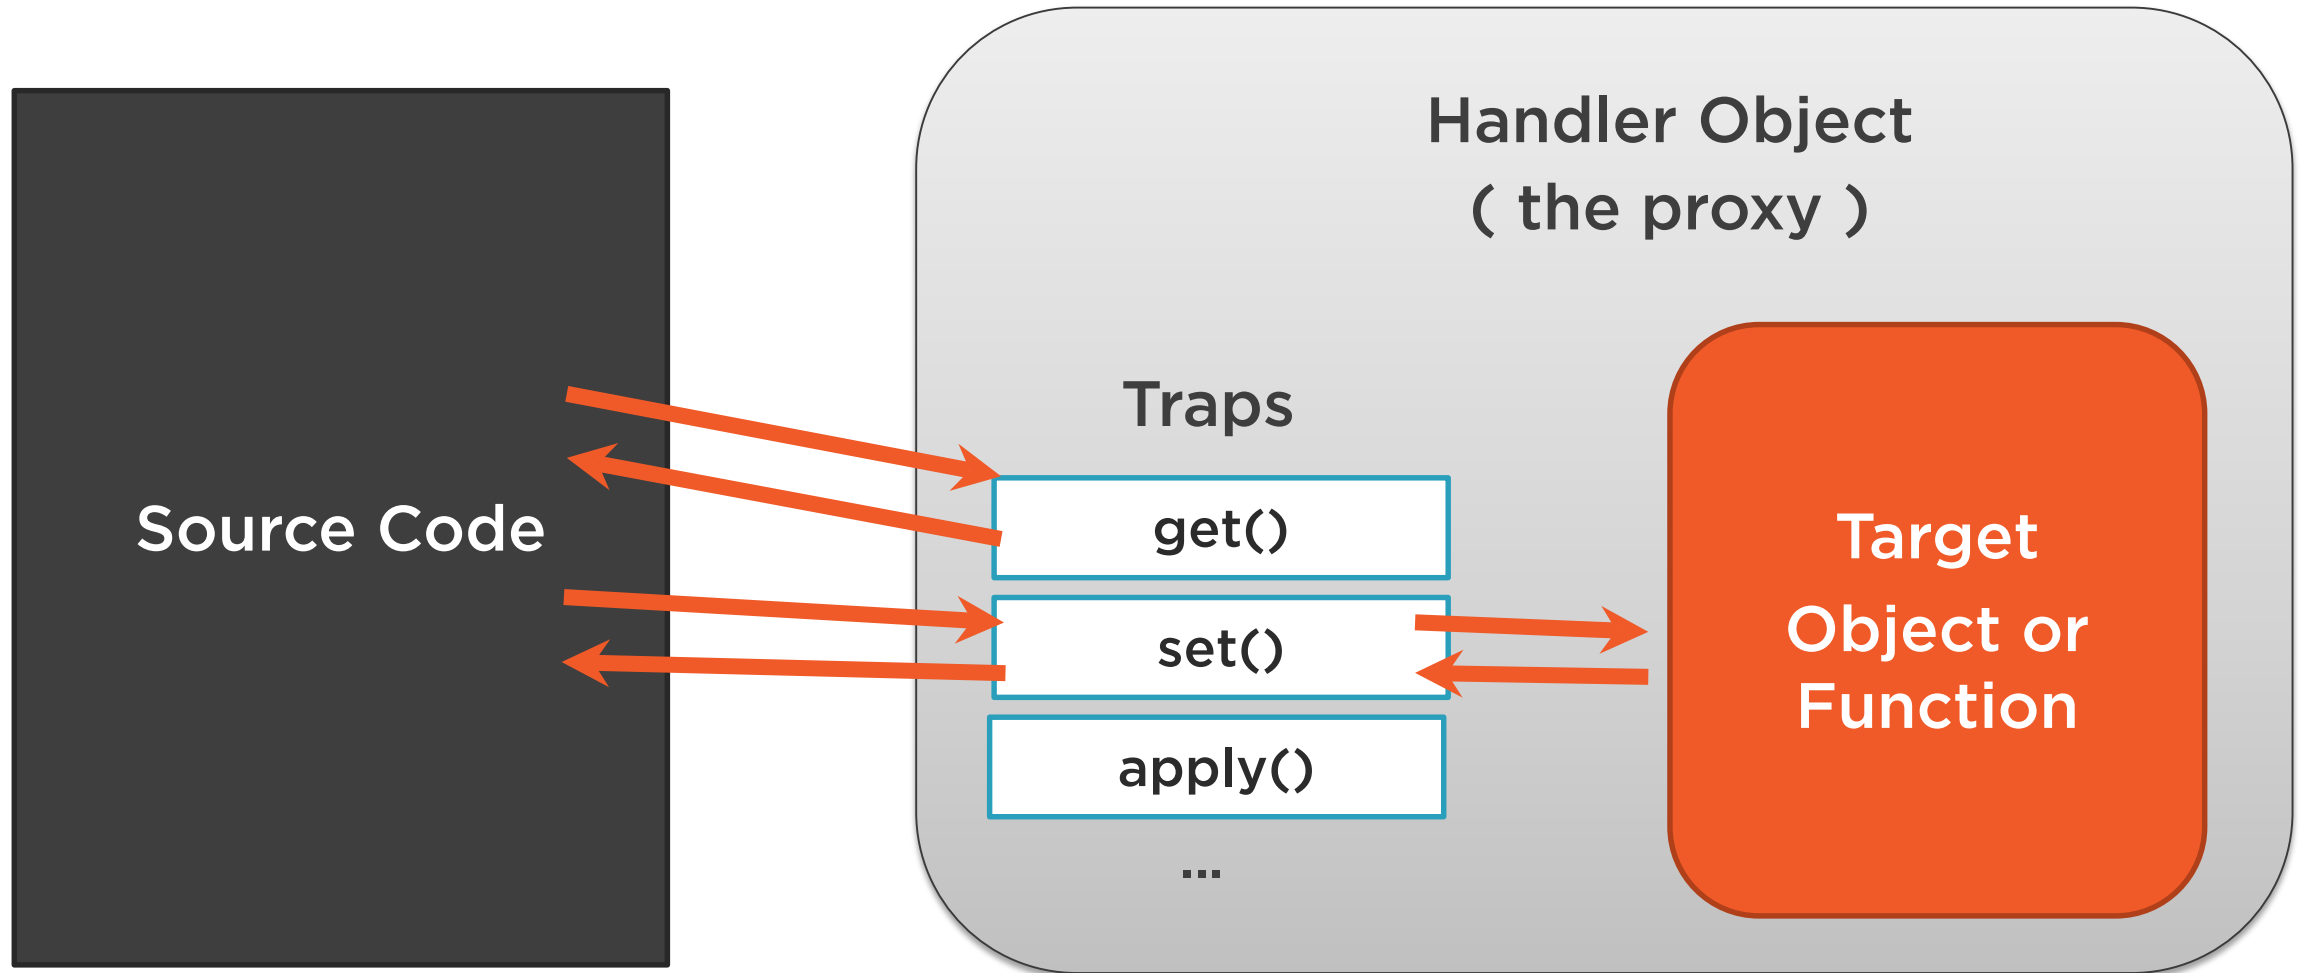 Handler Object
( the proxy )
Traps
Source Code
get()
set()
apply()
...
Target
Object or
Function